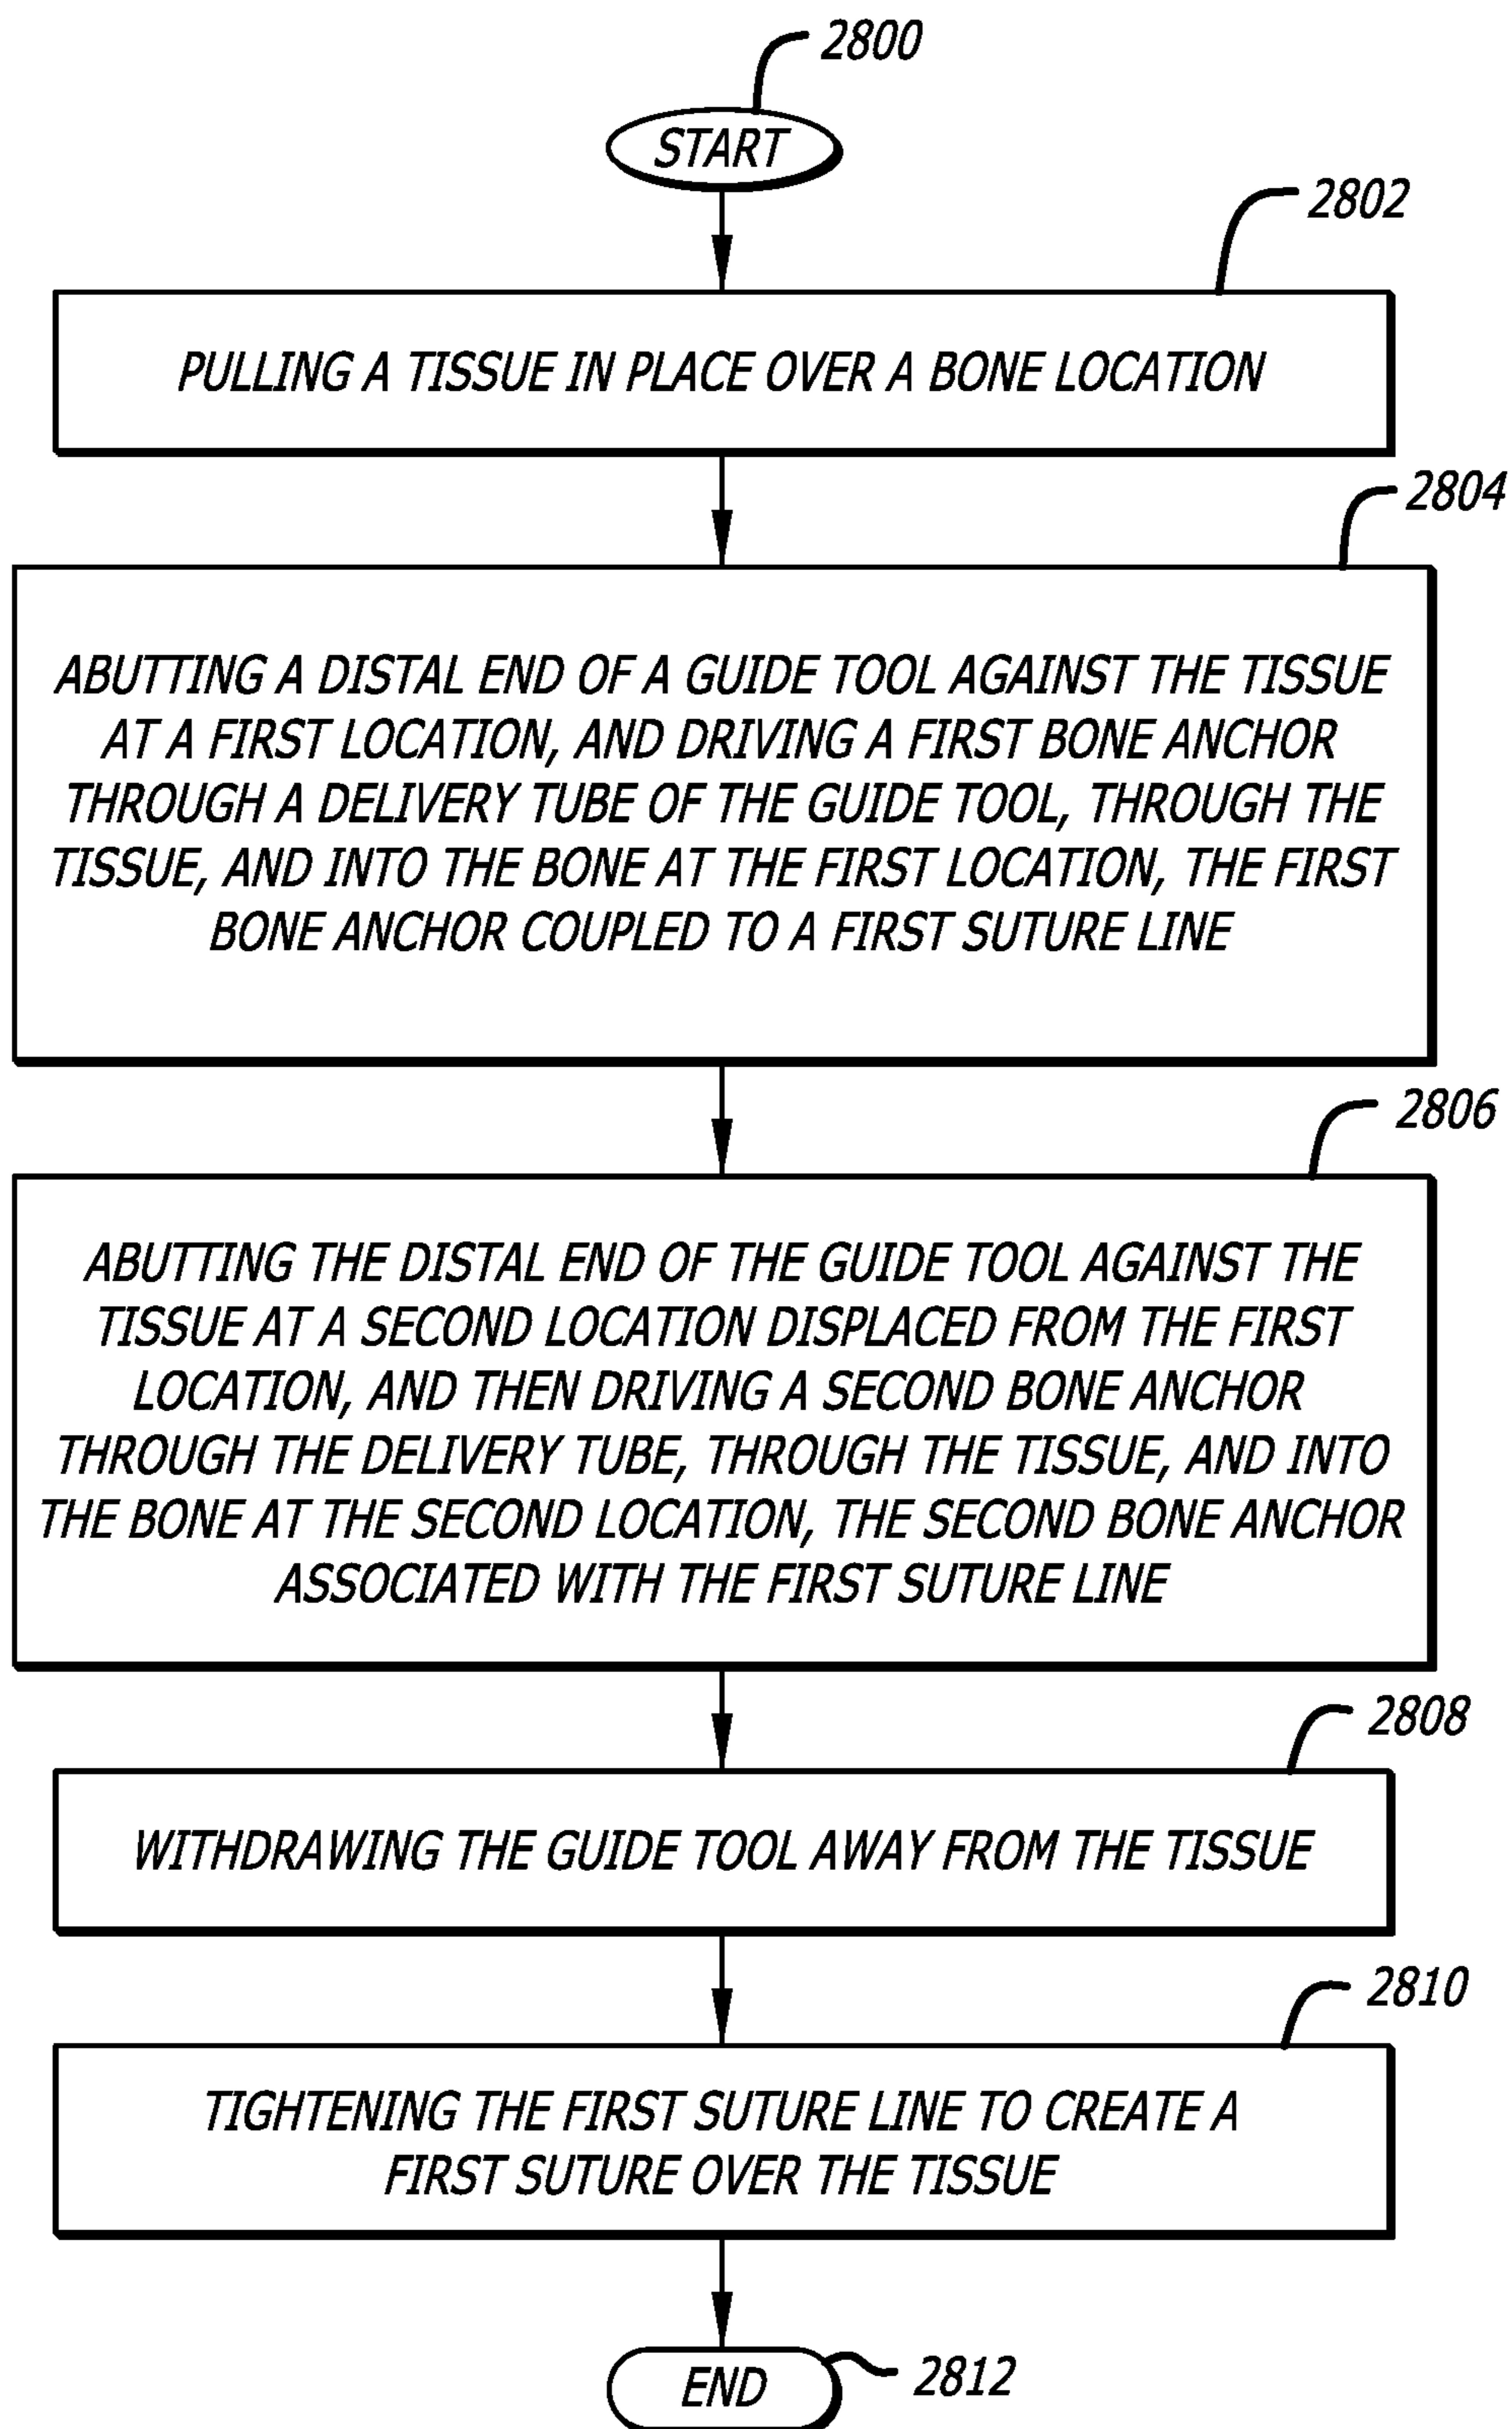 2800
START
2802
PULLING A TISSUE IN PLACE OVER A BONE LOCATION
2804
ABUTTING A DISTAL END OF A GUIDE TOOL AGAINST THE TISSUE
AT A FIRST LOCATION, AND DRIVING A FIRST BONE ANCHOR
THROUGH A DELIVERY TUBE OF THE GUIDE TOOL, THROUGH THE
TISSUE, AND INTO THE BONE AT THE FIRST LOCATION, THE FIRST
BONE ANCHOR COUPLED TO A FIRST SUTURE LINE
2806
ABUTTING THE DISTAL END OF THE GUIDE TOOL AGAINST THE
TISSUE AT A SECOND LOCATION DISPLACED FROM THE FIRST
LOCATION, AND THEN DRIVING A SECOND BONE ANCHOR
THROUGH THE DELIVERY TUBE, THROUGH THE TISSUE, AND INTO
THE BONE AT THE SECOND LOCATION, THE SECOND BONE ANCHOR
ASSOCIATED WITH THE FIRST SUTURE LINE
2808
WITHDRAWING THE GUIDE TOOL AWAY FROM THE TISSUE
2810
TIGHTENING THE FIRST SUTURE LINE TO CREATE A
FIRST SUTURE OVER THE TISSUE
END
2812